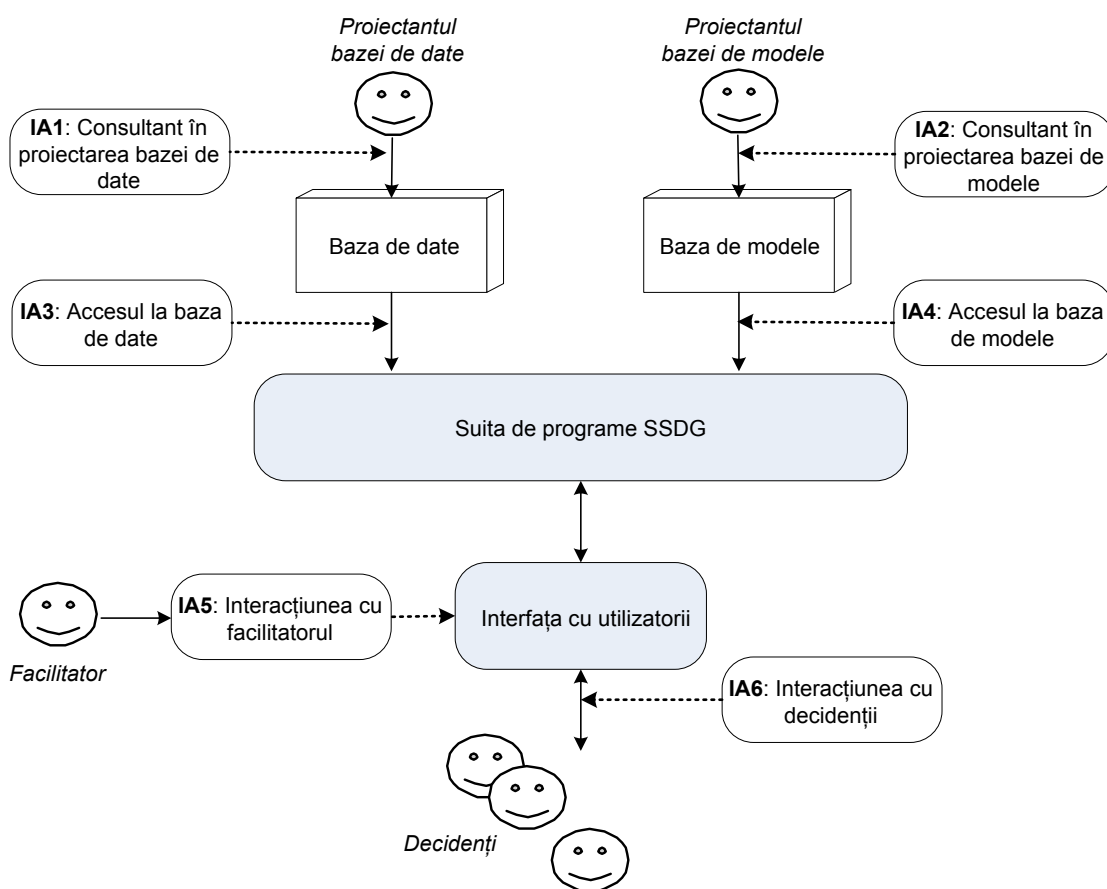 Proiectantul
bazei de date
Proiectantul
bazei de modele
IA1: Consultant în
proiectarea bazei de
date
IA2: Consultant în
proiectarea bazei de
modele
Baza de date
Baza de modele
IA3: Accesul la baza
de date
IA4: Accesul la baza
de modele
Suita de programe SSDG
IA5: Interacțiunea cu
facilitatorul
Interfața cu utilizatorii
Facilitator
IA6: Interacțiunea cu
decidenții
Decidenți